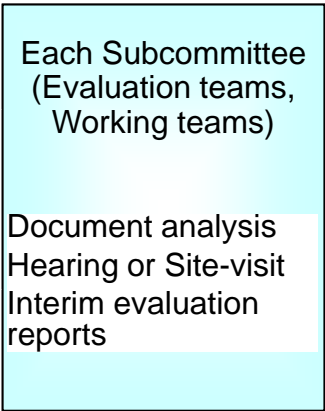 Each Subcommittee
(Evaluation teams,
Working teams)
Document analysis
Hearing or Site-visit
Interim evaluation
reports